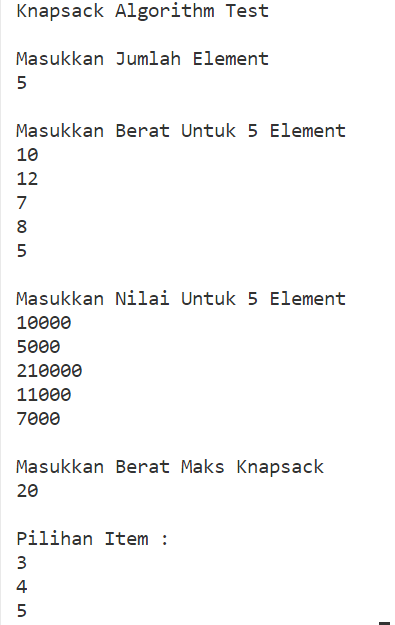 Knapsack Algorithm Test
Masukkan Jumlah Element
5
Masukkan Berat Untuk 5 Element
10
12
7
8
5
Masukkan Nilai Untuk 5 Element
10000
5000
210000
11000
7000
Masukkan Berat Maks Knapsack
20
Pilihan Item :
3
4
5